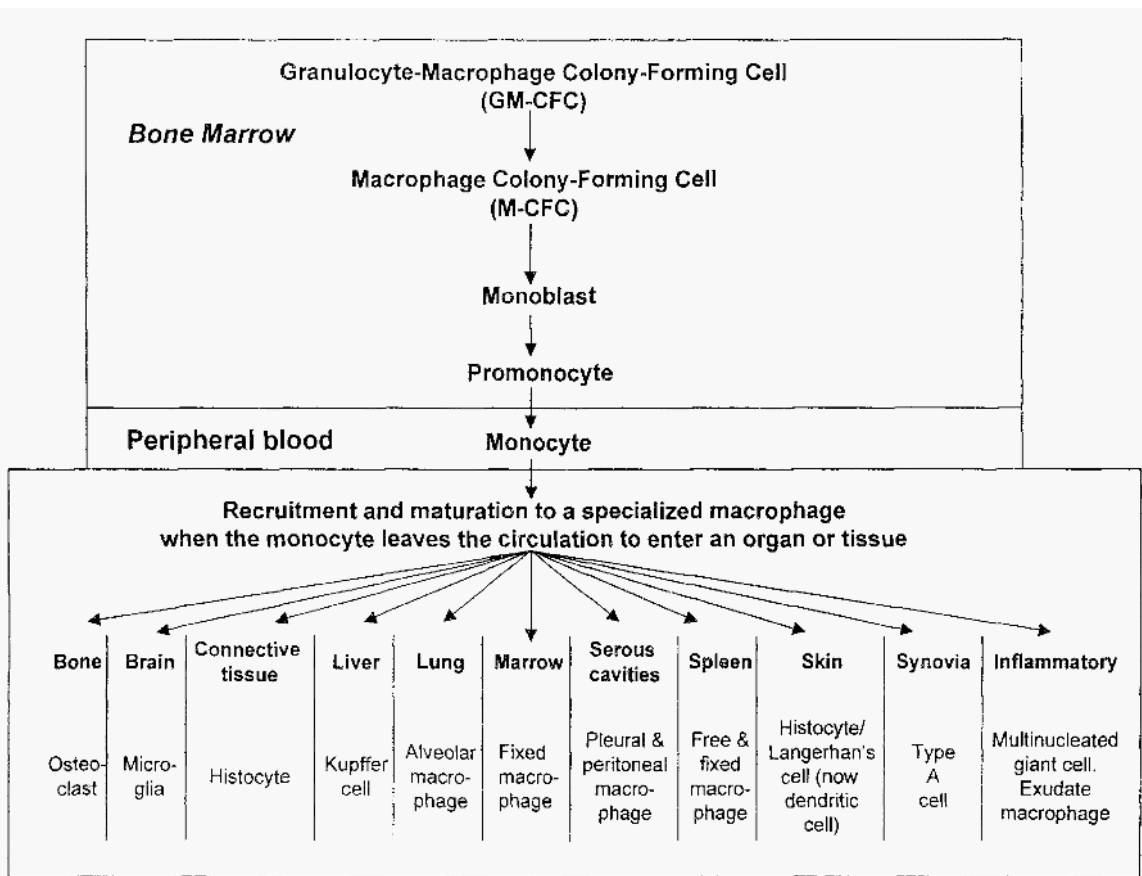 Granulocyte-Macrophage Colony-Forming Cell
(GM-CFC)
Bone Marrow
Macrophage Colony-Forming Cell
(M-CFC)
Monoblast
Promonocyte
Peripheral blood
Monocyte
Recruitment and maturation to a specialized macrophage
when the monocyte leaves the circulation to enter an organ or tissue
Bone
Brain
Connective
tissue
Liver
Lung
Marrow
Serous
cavities
Spleen
Skin
Synovia
Inflammatory
Osteo-
clast
Micro-
glia
Histocyte
Kupffer
cell
Alveolar
macro-
phage
Fixed
macro-
phage
Pleural &
peritoneal
macro-
phage
Free &
fixed
macro-
phage
Histocyte/
Langerhan's
cell (now
dendritic
cell)
Type
A
cell
Multinucleated
giant cell.
Exudate
macrophage